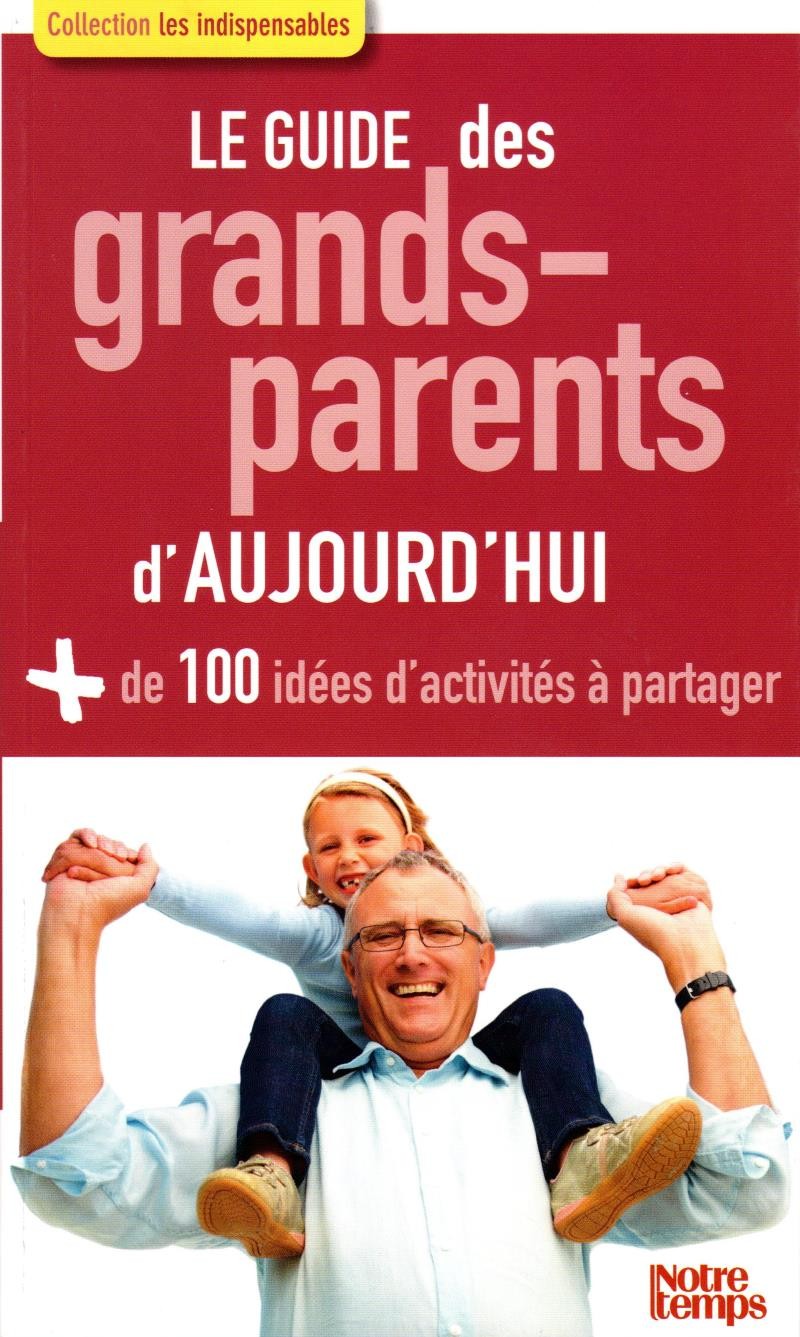 Collection les indispensables
LE GUIDE des
grands-
parents
d'AUJOURD'HUI
+ de 100 idées d'activités à partager
Notre
temps